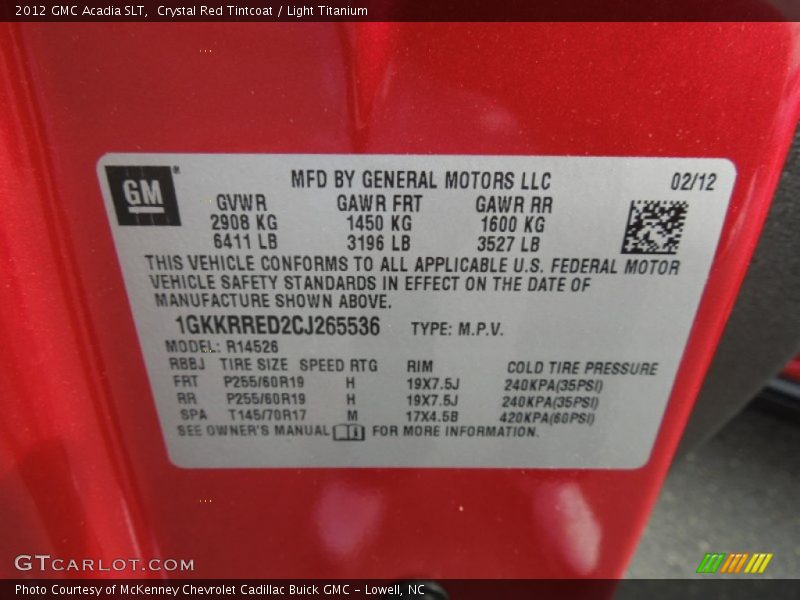 2012 GMC Acadia SLT,  Crystal Red Tintcoat / Light Titanium
GM
MFD BY GENERAL MOTORS LLC 02/12
GVWR GAWR FRT GAWR RR
2908 KG 1450 KG 1600 KG
6411 LB 3196 LB 3527 LB
THIS VEHICLE CONFORMS TO ALL APPLICABLE U.S. FEDERAL MOTOR
VEHICLE SAFETY STANDARDS IN EFFECT ON THE DATE OF
MANUFACTURE SHOWN ABOVE.
1GKKRRED2CJ265536 TYPE: M.P.V.
MODEL: R14526
RBBJ TIRE SIZE SPEED RTG RIM COLD TIRE PRESSURE
FRT P255/60R19 H 19X7.5J 240KPA(35PSI)
RR P255/60R19 H 19X7.5J 240KPA(35PSI)
SPA T145/70R17 M 17X4.5B 420KPA(60PSI)
SEE OWNER'S MANUAL FOR MORE INFORMATION.
GTCARLOT.COM
Photo Courtesy of McKenney Chevrolet Cadillac Buick GMC - Lowell, NC